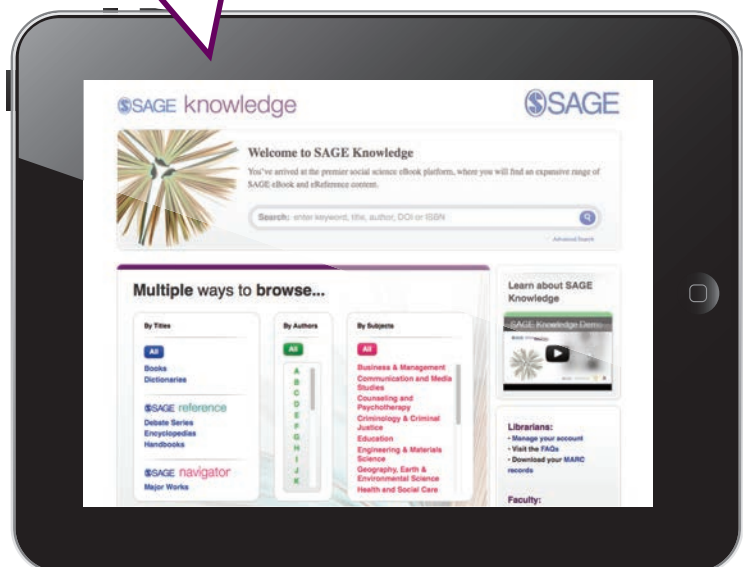 SAGE knowledge
SAGE
Welcome to SAGE Knowledge
You've arrived at the premier social science eBook platform, where you will find an expansive range of
SAGE eBook and eReference content.
Search: enter keyword, title, author, DOI or ISBN
Advanced Search
Multiple ways to browse...
By Titles
All
Books
Dictionaries
SAGE reference
Debate Series
Encyclopedias
Handbooks
SAGE navigator
Major Works
By Authors
All
A
B
C
D
E
F
G
H
I
J
K
By Subjects
All
Business & Management
Communication and Media
Studies
Counseling and
Psychotherapy
Criminology & Criminal
Justice
Education
Engineering & Materials
Science
Geography, Earth &
Environmental Science
Health and Social Care
Learn about SAGE
Knowledge
SAGE Knowledge Demo
Librarians:
• Manage your account
• Visit the FAQs
• Download your MARC
records
Faculty: